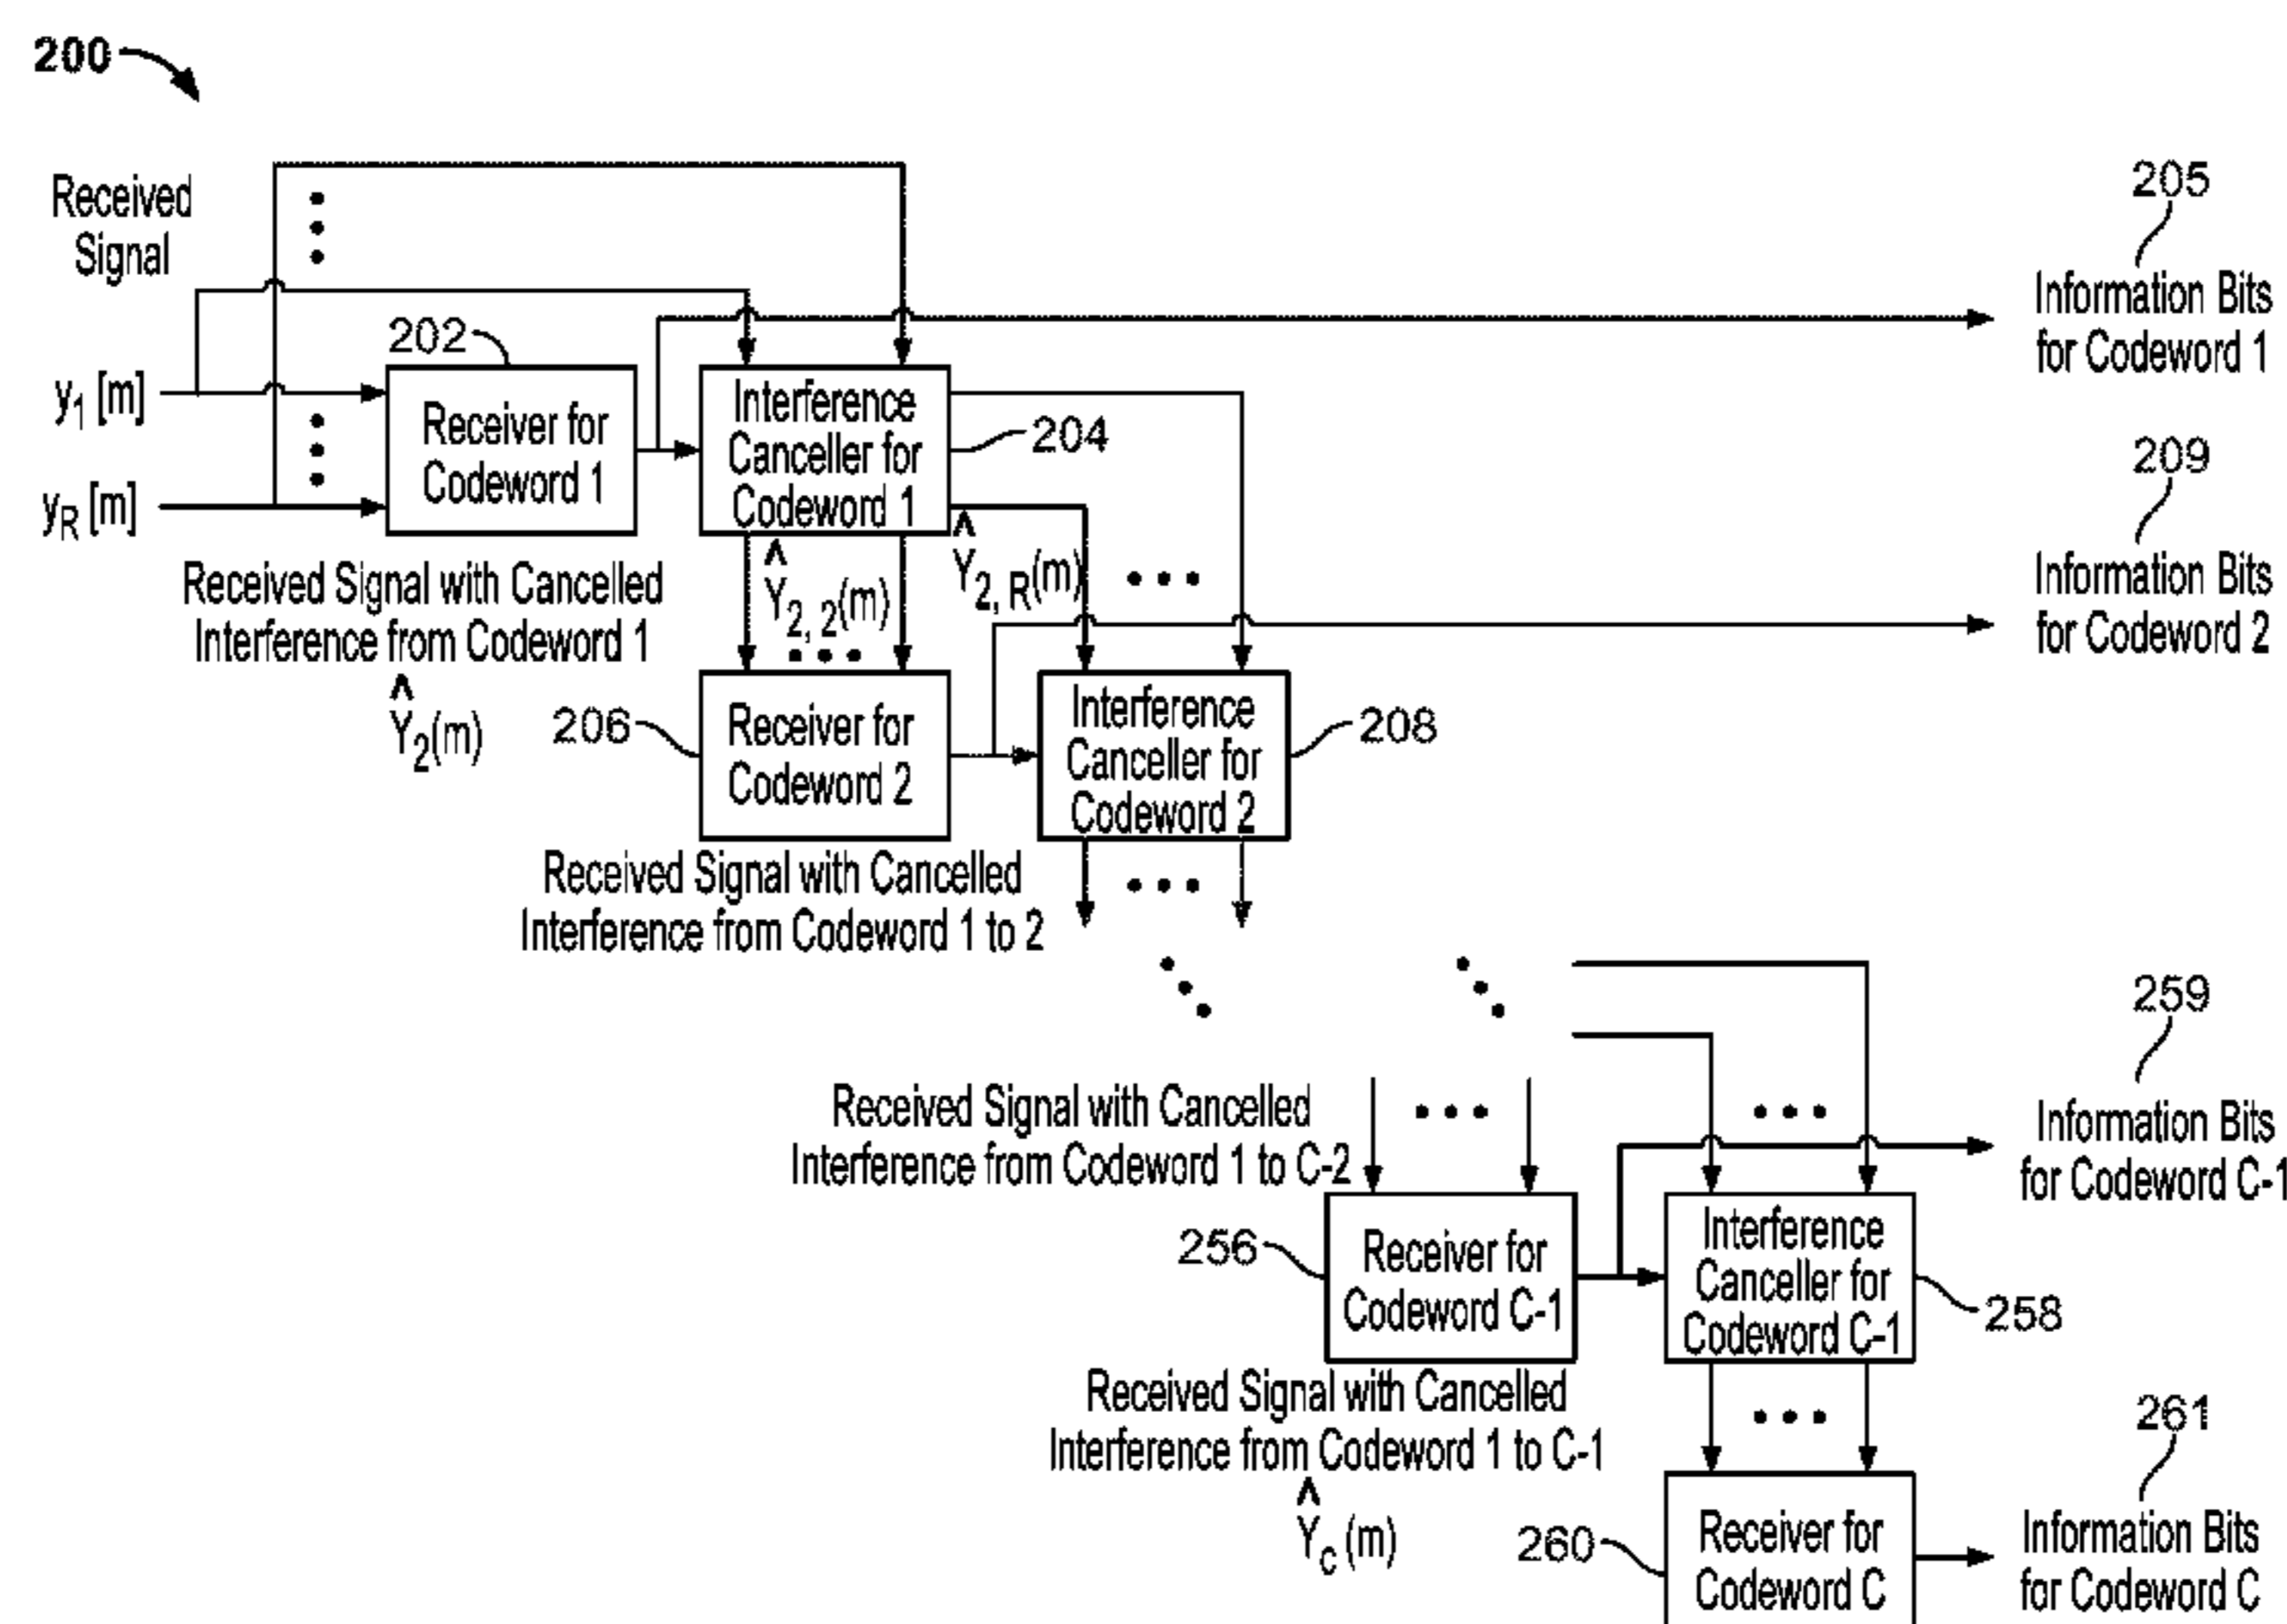 200
Received
Signal
205
Information Bits
for Codeword 1
202
y1 [m]
yR [m]
Receiver for
Codeword 1
Interference
Canceller for
Codeword 1
204
209
Information Bits
for Codeword 2
Received Signal with Cancelled
Interference from Codeword 1
Ŷ2(m)
Ŷ2, 2(m)
Ŷ2, R(m)
206
Receiver for
Codeword 2
Interference
Canceller for
Codeword 2
208
Received Signal with Cancelled
Interference from Codeword 1 to 2
259
Information Bits
for Codeword C-1
Received Signal with Cancelled
Interference from Codeword 1 to C-2
256
Receiver for
Codeword C-1
Interference
Canceller for
Codeword C-1
258
Received Signal with Cancelled
Interference from Codeword 1 to C-1
Ŷc (m)
261
260
Receiver for
Codeword C
Information Bits
for Codeword C